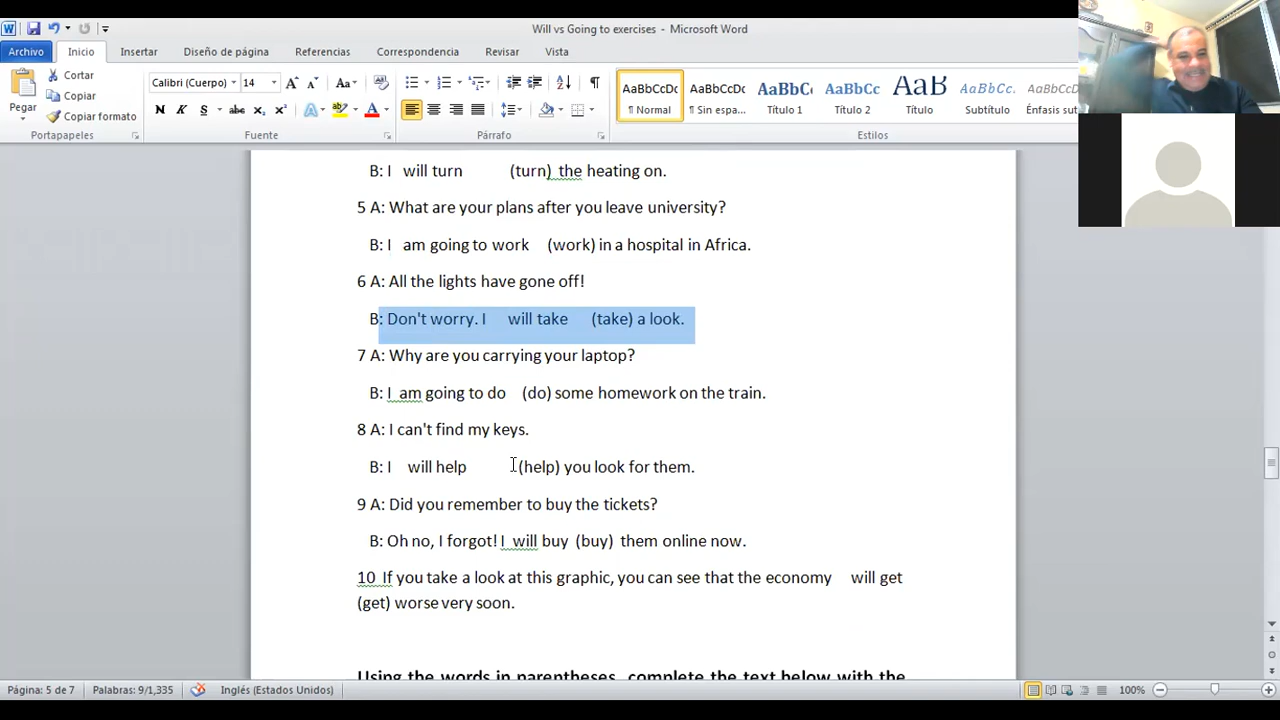 Will vs Going to exercises - Microsoft Word
Archivo Inicio Insertar Diseño de página Referencias Correspondencia Revisar Vista
Cortar
Copiar
Copiar formato
Pegar
Portapapeles
Calibri (Cuerpo) 14
N K S abc x₂ x²
Fuente
Párrafo
AaBbCcDc AaBbCcDc AaBbCc AaBbCc AaB AaBbCc. AaBbCcDc
¶ Normal ¶ Sin espa... Título 1 Título 2 Título Subtítulo Énfasis sut
Estilos
B: I will turn (turn) the heating on.
5 A: What are your plans after you leave university?
B: I am going to work (work) in a hospital in Africa.
6 A: All the lights have gone off!
B: Don't worry. I will take (take) a look.
7 A: Why are you carrying your laptop?
B: I am going to do (do) some homework on the train.
8 A: I can't find my keys.
B: I will help (help) you look for them.
9 A: Did you remember to buy the tickets?
B: Oh no, I forgot! I will buy (buy) them online now.
10 If you take a look at this graphic, you can see that the economy will get
(get) worse very soon.
Using the words in parentheses, complete the text below with the
Página: 5 de 7 Palabras: 9/1,335 Inglés (Estados Unidos) 100%